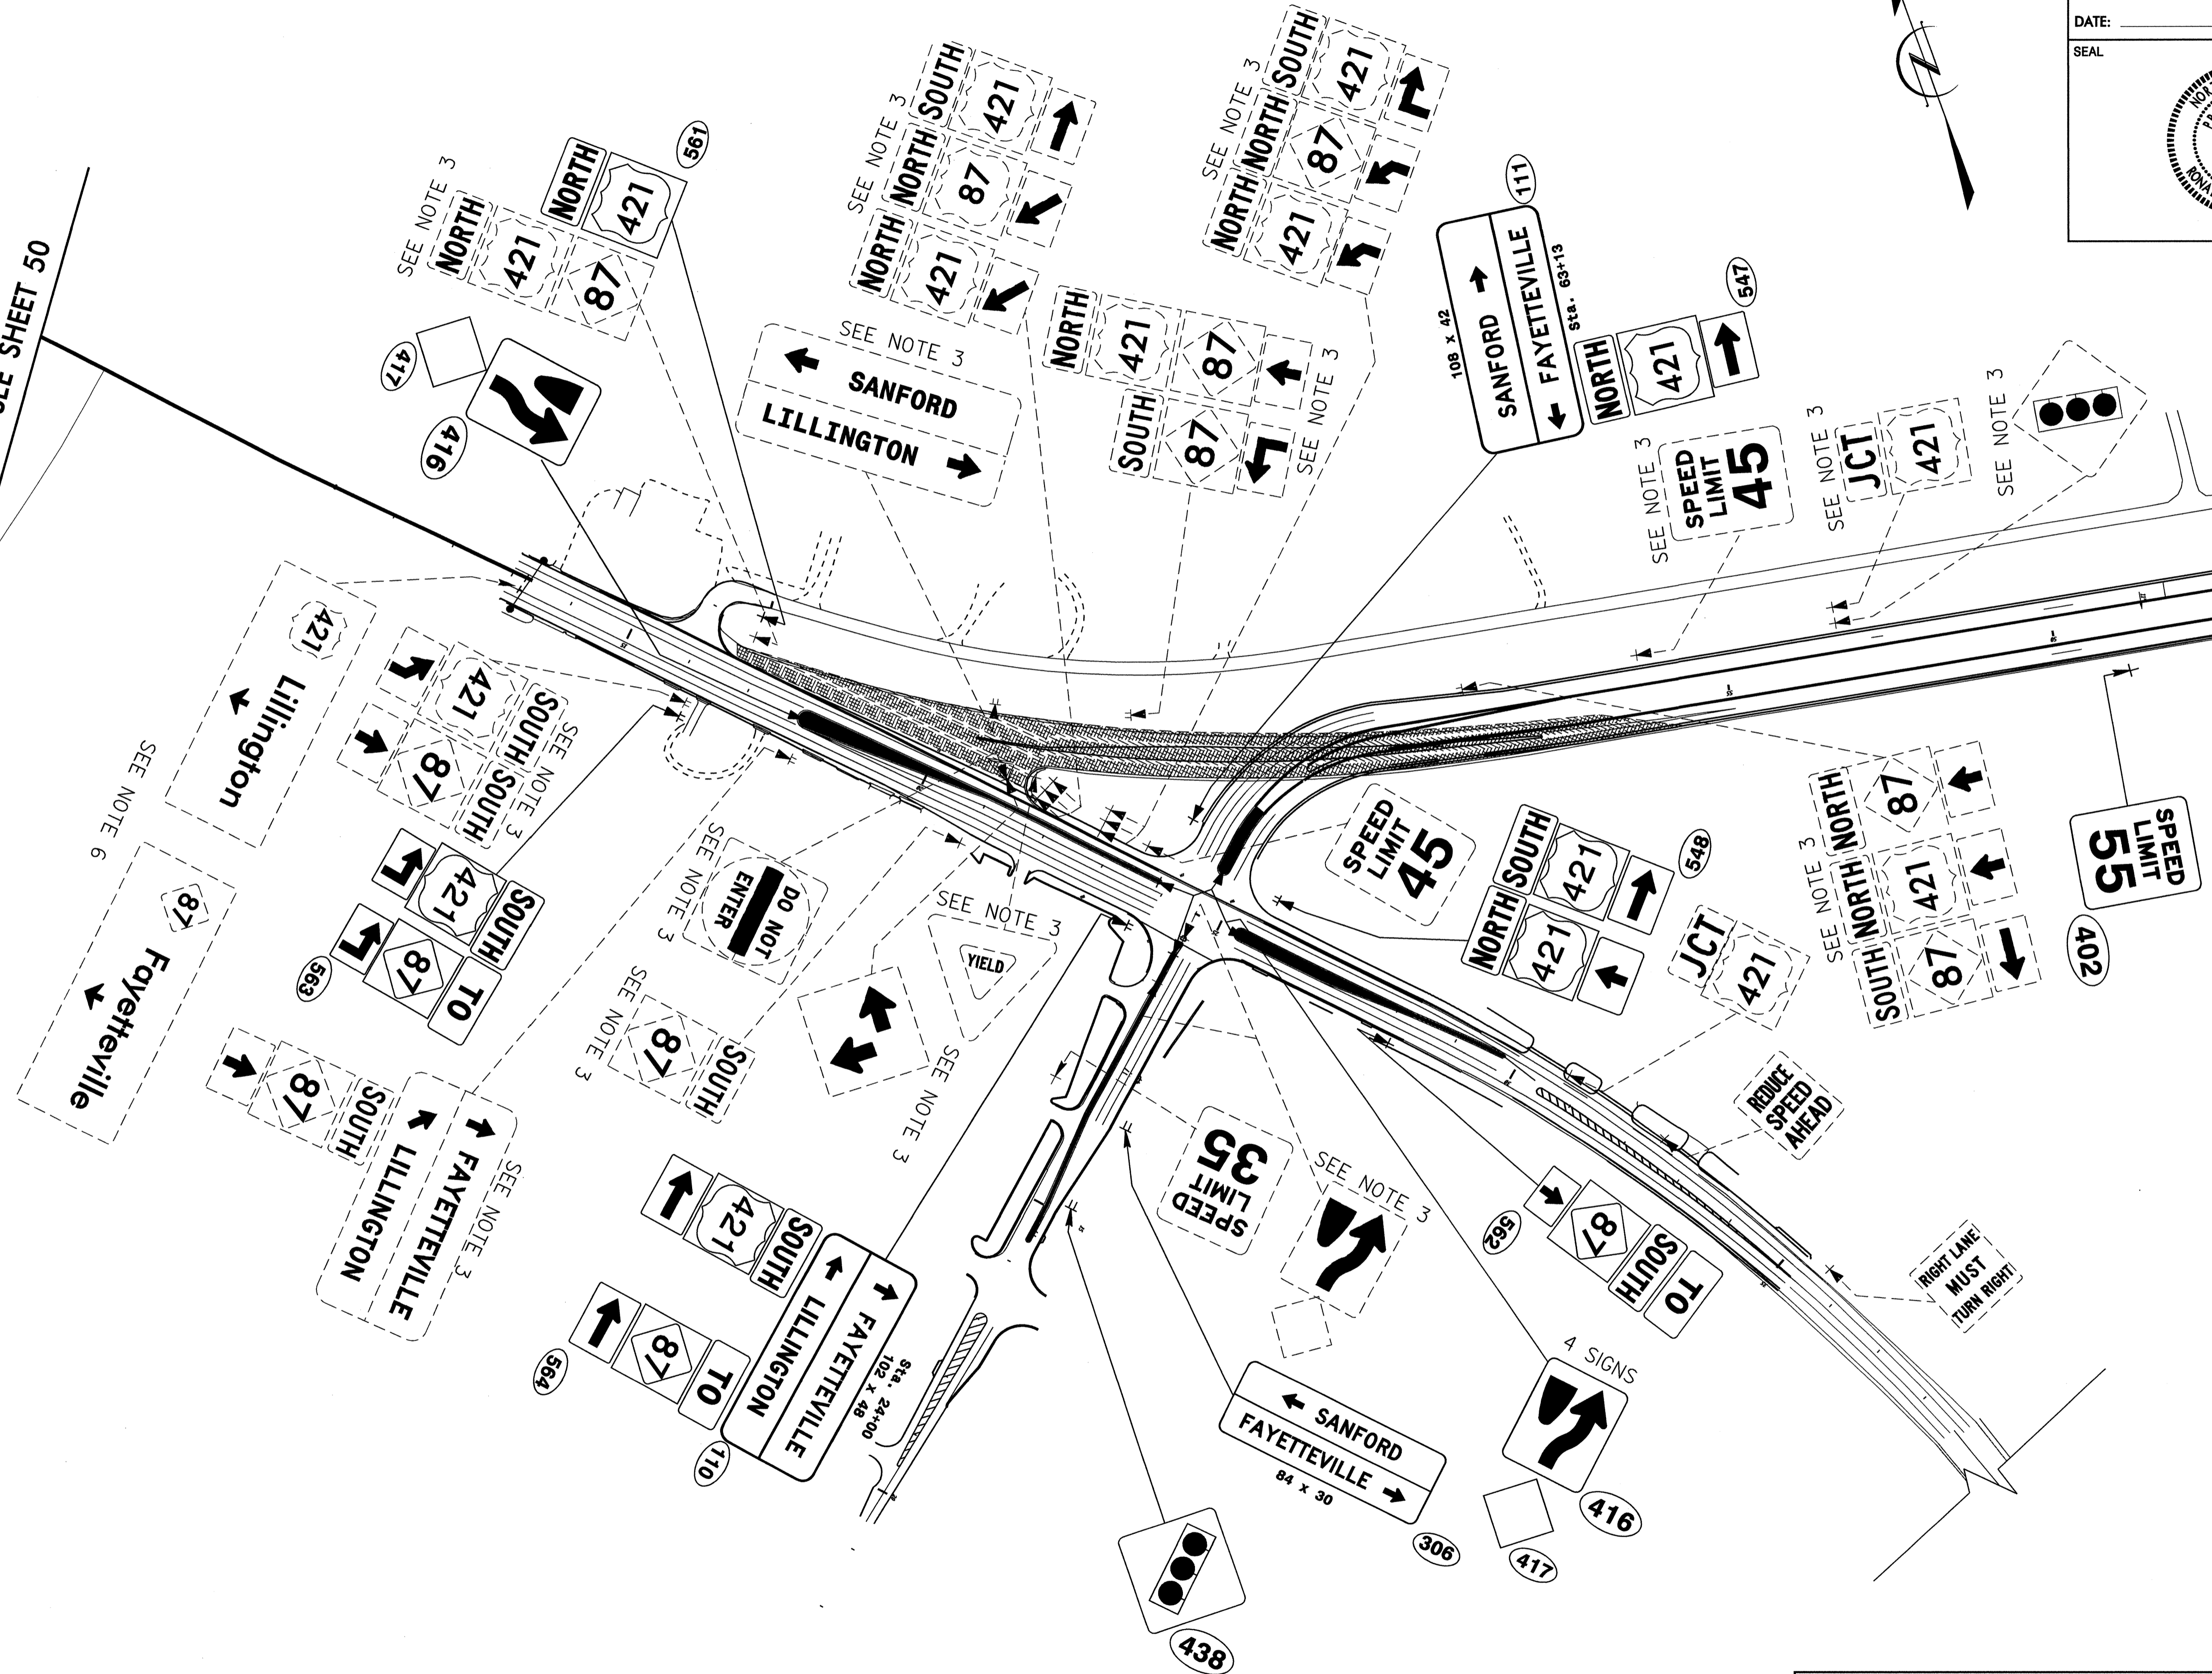 DATE:
SEAL
SHEET 50
SEE NOTE 3
NORTH
421
87
NORTH
421
561
417
416
SEE NOTE 3
SOUTH
421
NORTH
87
NORTH
421
SEE NOTE 3
SOUTH
421
NORTH
87
NORTH
421
SEE NOTE 3
SANFORD
LILLINGTON
NORTH
421
87
SOUTH
87
SEE NOTE 3
111
108 x 42
SANFORD
FAYETTEVILLE
Sta. 63+13
NORTH
421
547
SEE NOTE 3
SPEED
LIMIT
45
SEE NOTE 3
JCT
421
SEE NOTE 3
421
Lillington
SEE NOTE 6
87
Fayetteville
421
SOUTH
87
SOUTH
SEE NOTE 3
421
SOUTH
87
TO
563
87
SOUTH
FAYETTEVILLE
LILLINGTON
SEE NOTE 3
DO NOT
ENTER
SEE NOTE 3
SOUTH
87
SEE NOTE 3
SEE NOTE 3
YIELD
SEE NOTE 3
421
SOUTH
87
TO
564
FAYETTEVILLE
LILLINGTON
Sta. 24+00
102 x 48
110
SPEED
LIMIT
45
SOUTH
421
NORTH
421
548
JCT
421
SEE NOTE 3
NORTH
87
NORTH
421
SOUTH
87
SPEED
LIMIT
55
402
REDUCE
SPEED
AHEAD
RIGHT LANE
MUST
TURN RIGHT
SPEED
LIMIT
35
SEE NOTE 3
TO
SOUTH
87
562
4 SIGNS
416
417
SANFORD
FAYETTEVILLE
84 x 30
306
438